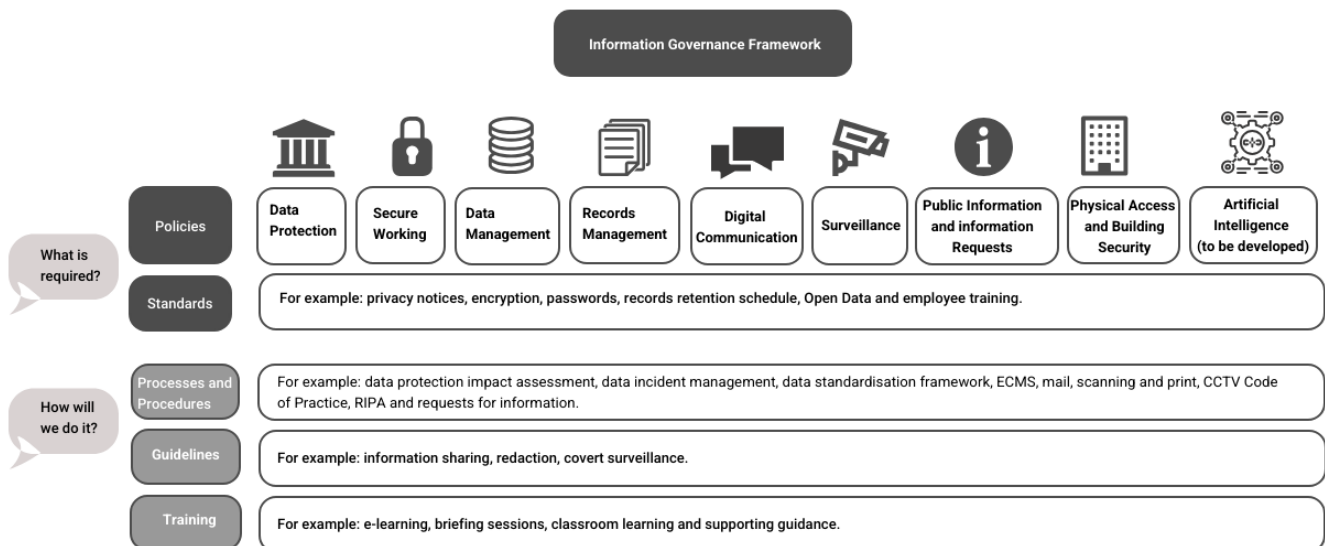 Information Governance Framework
Policies
Data
Protection
Secure
Working
Data
Management
Records
Management
Digital
Communication
Surveillance
Public Information
and information
Requests
Physical Access
and Building
Security
Artificial
Intelligence
(to be developed)
What is
required?
Standards
For example: privacy notices, encryption, passwords, records retention schedule, Open Data and employee training.
Processes and
Procedures
For example: data protection impact assessment, data incident management, data standardisation framework, ECMS, mail, scanning and print, CCTV Code
of Practice, RIPA and requests for information.
How will
we do it?
Guidelines
For example: information sharing, redaction, covert surveillance.
Training
For example: e-learning, briefing sessions, classroom learning and supporting guidance.